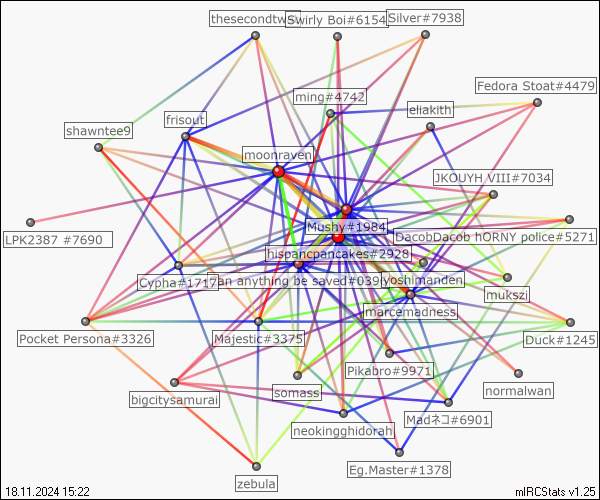 thesecondtw
Swirly Boi#6154
Silver#7938
Fedora Stoat#4479
ming#4742
eliakith
frisout
shawntee9
moonraven
JKOUYH VIII#7034
Mushy#1984
LPK2387 #7690
DacobDacob hORNY police#5271
hispancpancakes#2928
Cypha#1717
an anything be saved#039
yoshimanden
mukszi
marcemadness
Pocket Persona#3326
Majestic#3375
Duck#1245
Pikabro#9971
somass
normalwan
bigcitysamurai
neokingghidorah
Madネコ#6901
Eg.Master#1378
zebula
18.11.2024 15:22
mIRCStats v1.25